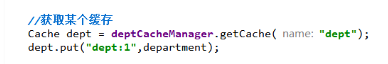 //获取某个缓存
Cache dept = deptCacheManager.getCache( name: "dept");
dept.put("dept:1",department);